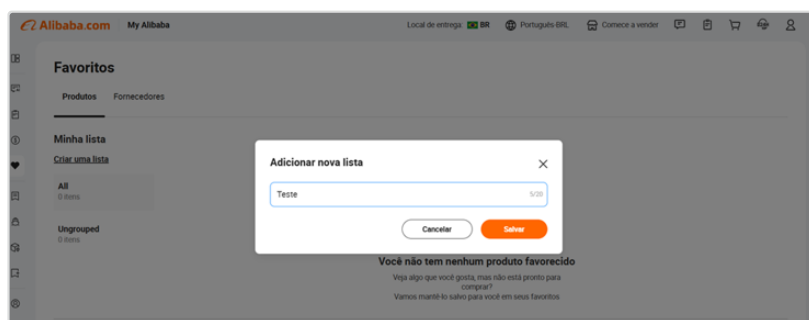 Alibaba.com My Alibaba Local de entrega: BR Português-BRL Comece a vender
Favoritos
Produtos Fornecedores
Minha lista
Criar uma lista
All
0 itens
Ungrouped
0 itens
Adicionar nova lista
Teste 5/20
Cancelar Salvar
Você não tem nenhum produto favorecido
Veja algo que você gosta, mas não está pronto para
comprar?
Vamos mantê-lo salvo para você em seus favoritos